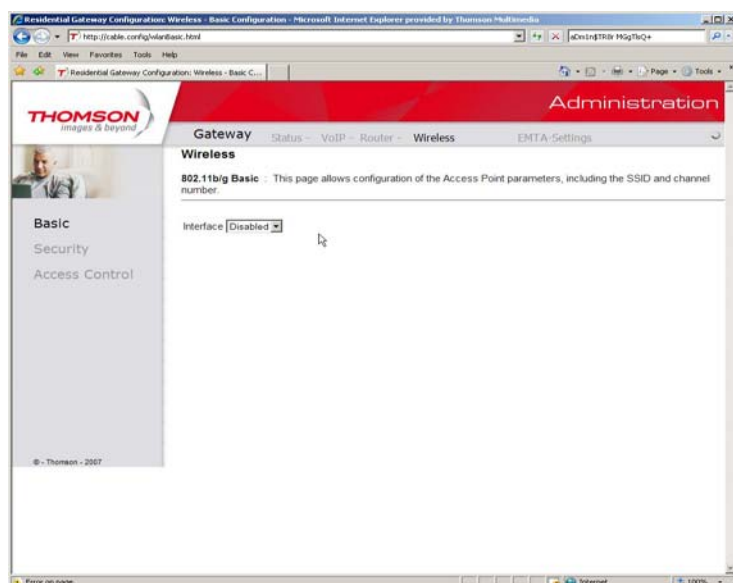 Residential Gateway Configuration: Wireless - Basic Configuration - Microsoft Internet Explorer provided by Thomson Multimedia
http://cable.config/wlanBasic.html
File Edit View Favorites Tools Help
Residential Gateway Configuration: Wireless - Basic C...
Page Tools
THOMSON
images & beyond
Administration
Gateway Status - VoIP - Router - Wireless EMTA-Settings
Wireless
802.11b/g Basic : This page allows configuration of the Access Point parameters, including the SSID and channel
number.
Basic
Interface Disabled
Security
Access Control
© - Thomson - 2007
Error on page Internet 100%